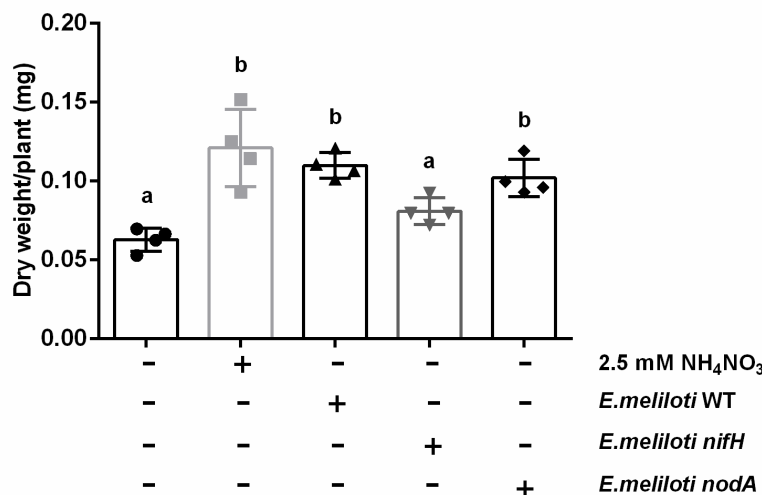 0.20
b
0.15
b
b
a
0.10
a
0.05
0.00
Dry weight/plant (mg)
- + - - - 2.5 mM NH₄NO₃
- - + - - E.meliloti WT
- - - + - E.meliloti nifH
- - - - + E.meliloti nodA